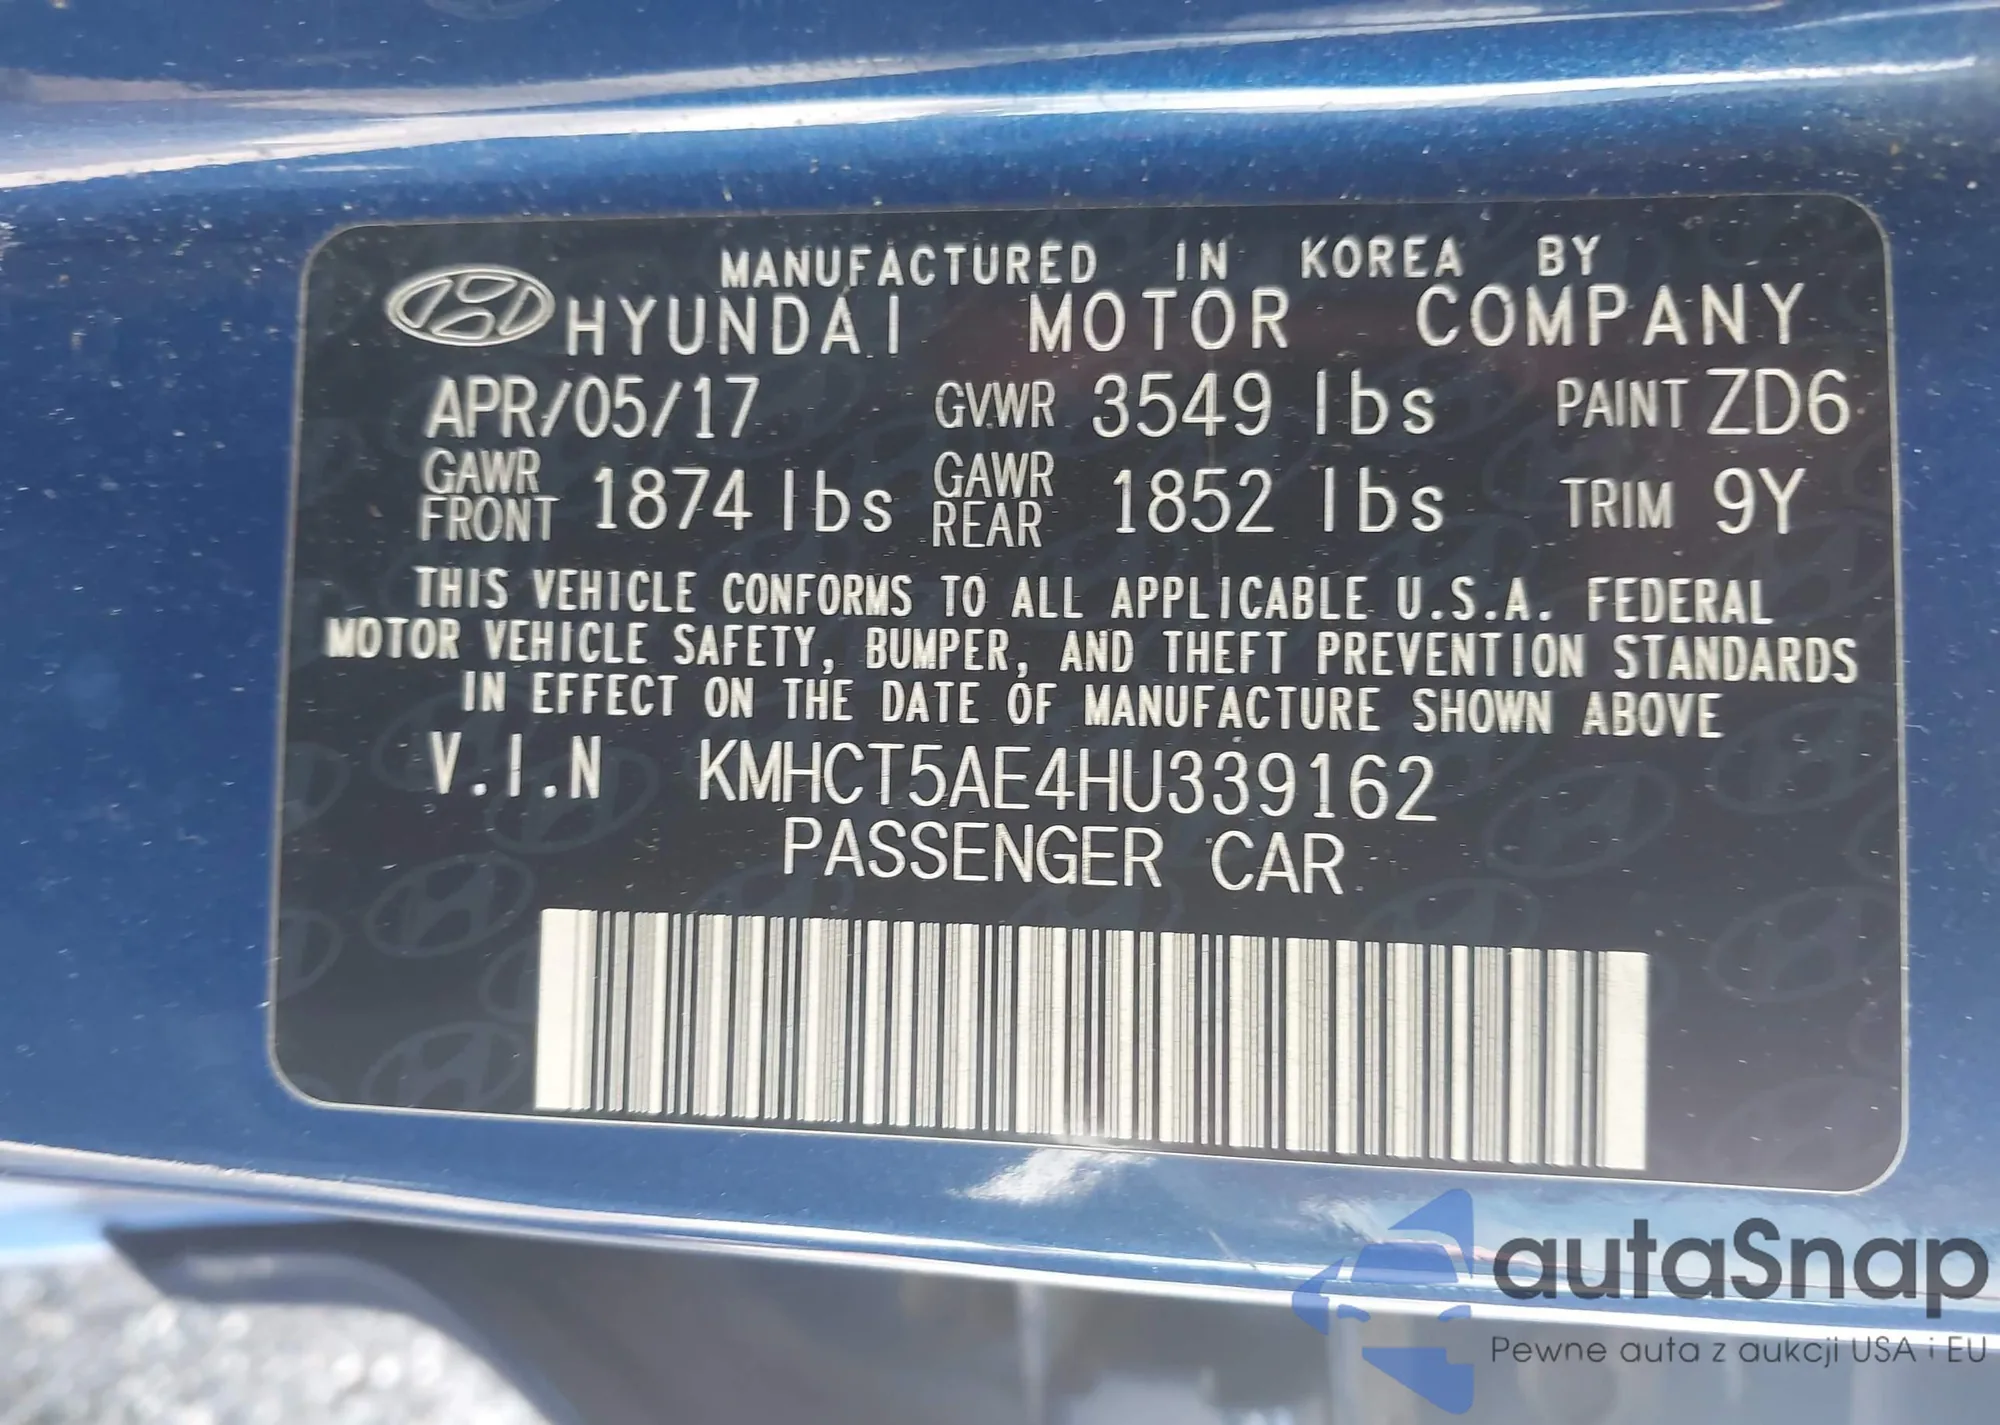 MANUFACTURED IN KOREA BY
HYUNDAI MOTOR COMPANY
APR/05/17 GVWR 3549 lbs PAINT ZD6
GAWR FRONT 1874 lbs GAWR REAR 1852 lbs TRIM 9Y
THIS VEHICLE CONFORMS TO ALL APPLICABLE U.S.A. FEDERAL
MOTOR VEHICLE SAFETY, BUMPER, AND THEFT PREVENTION STANDARDS
IN EFFECT ON THE DATE OF MANUFACTURE SHOWN ABOVE
V.I.N KMHCT5AE4HU339162
PASSENGER CAR
autaSnap
Pewne auta z aukcji USA i EU